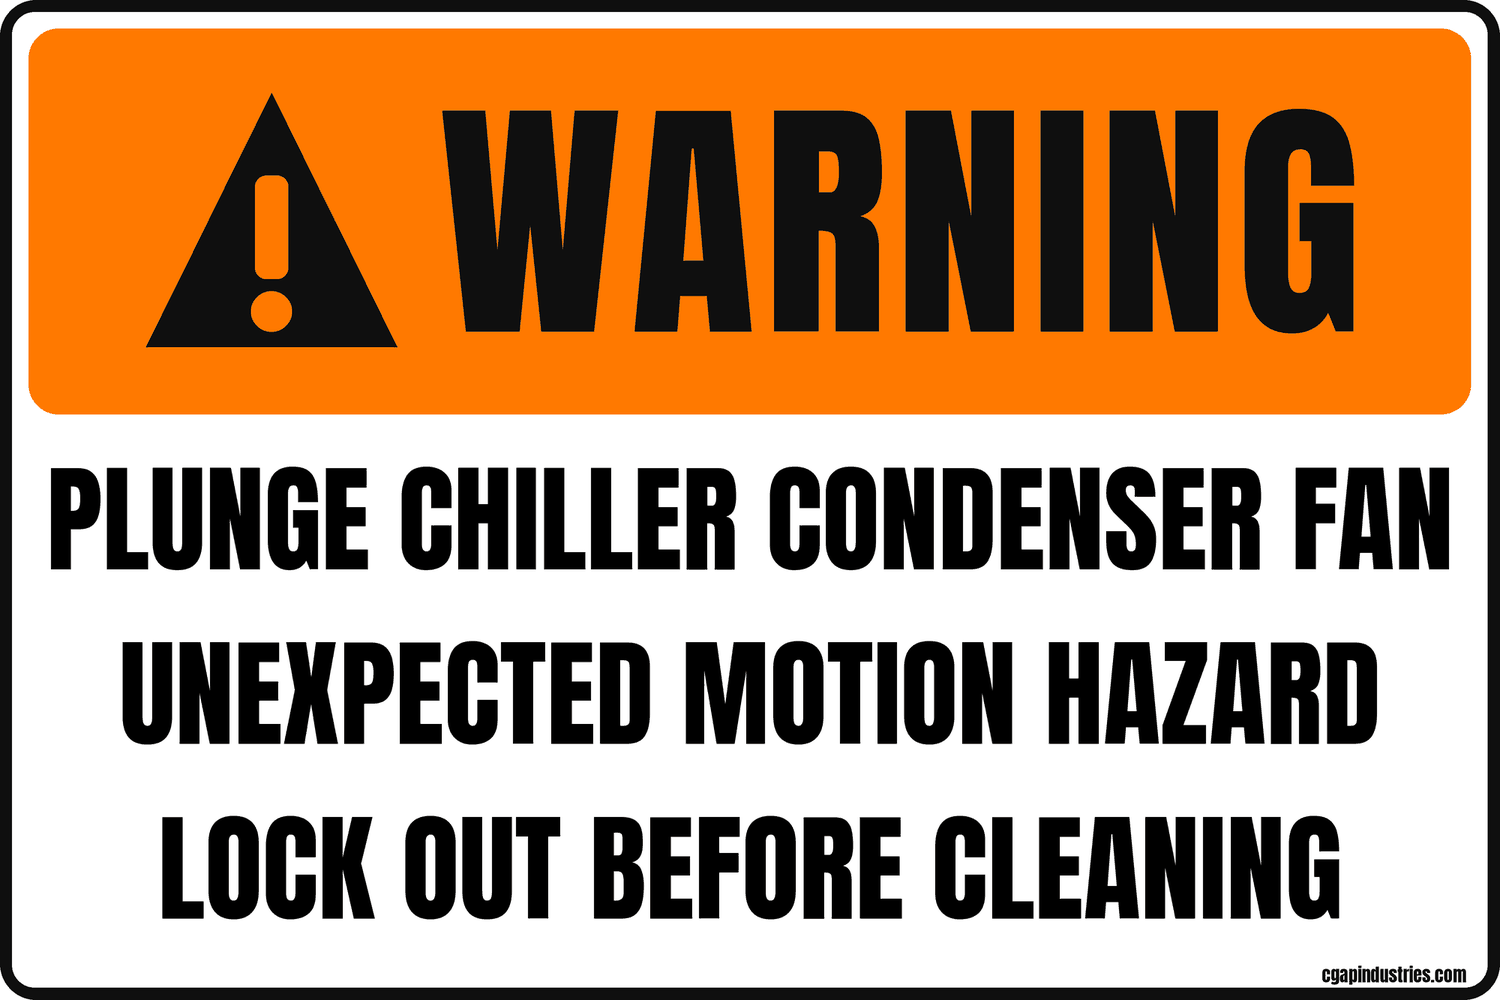 WARNING
PLUNGE CHILLER CONDENSER FAN
UNEXPECTED MOTION HAZARD
LOCK OUT BEFORE CLEANING
cgapindustries.com